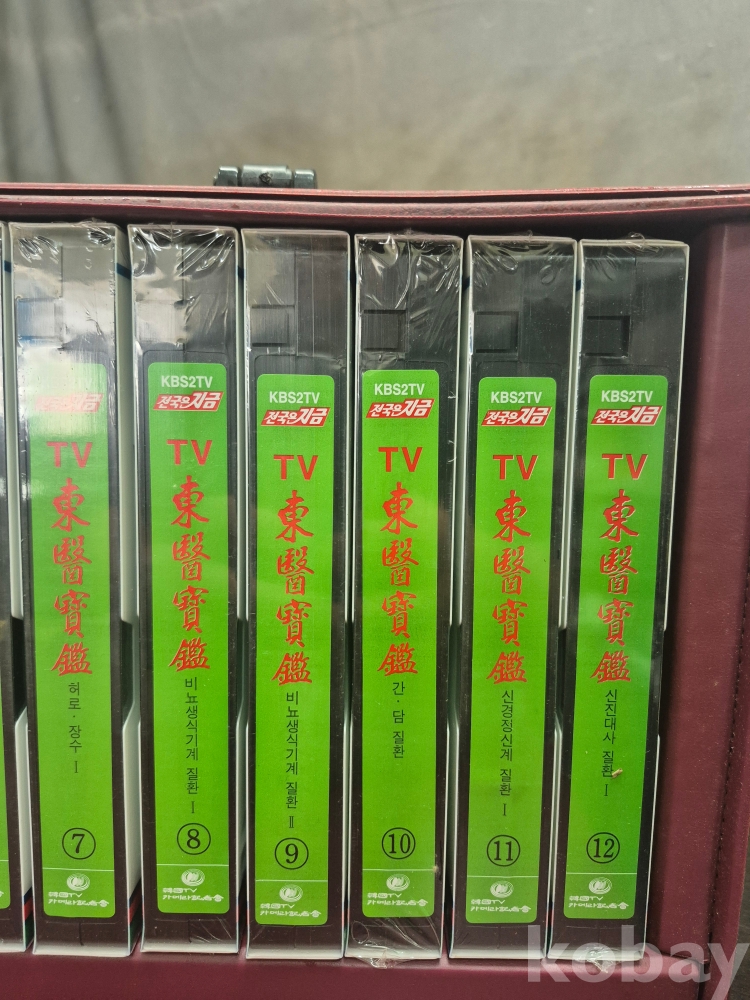 전국은지금
TV
東醫寶鑑
허로·장수 Ⅰ
⑦
KBS2TV
전국은지금
TV
東醫寶鑑
비뇨생식기계 질환 Ⅰ
⑧
KBS2TV
전국은지금
TV
東醫寶鑑
비뇨생식기계 질환 Ⅱ
⑨
KBS2TV
전국은지금
TV
東醫寶鑑
간·담 질환
⑩
KBS2TV
전국은지금
TV
東醫寶鑑
신경정신계 질환 Ⅰ
⑪
KBS2TV
전국은지금
TV
東醫寶鑑
신진대사 질환 Ⅰ
⑫
kobay